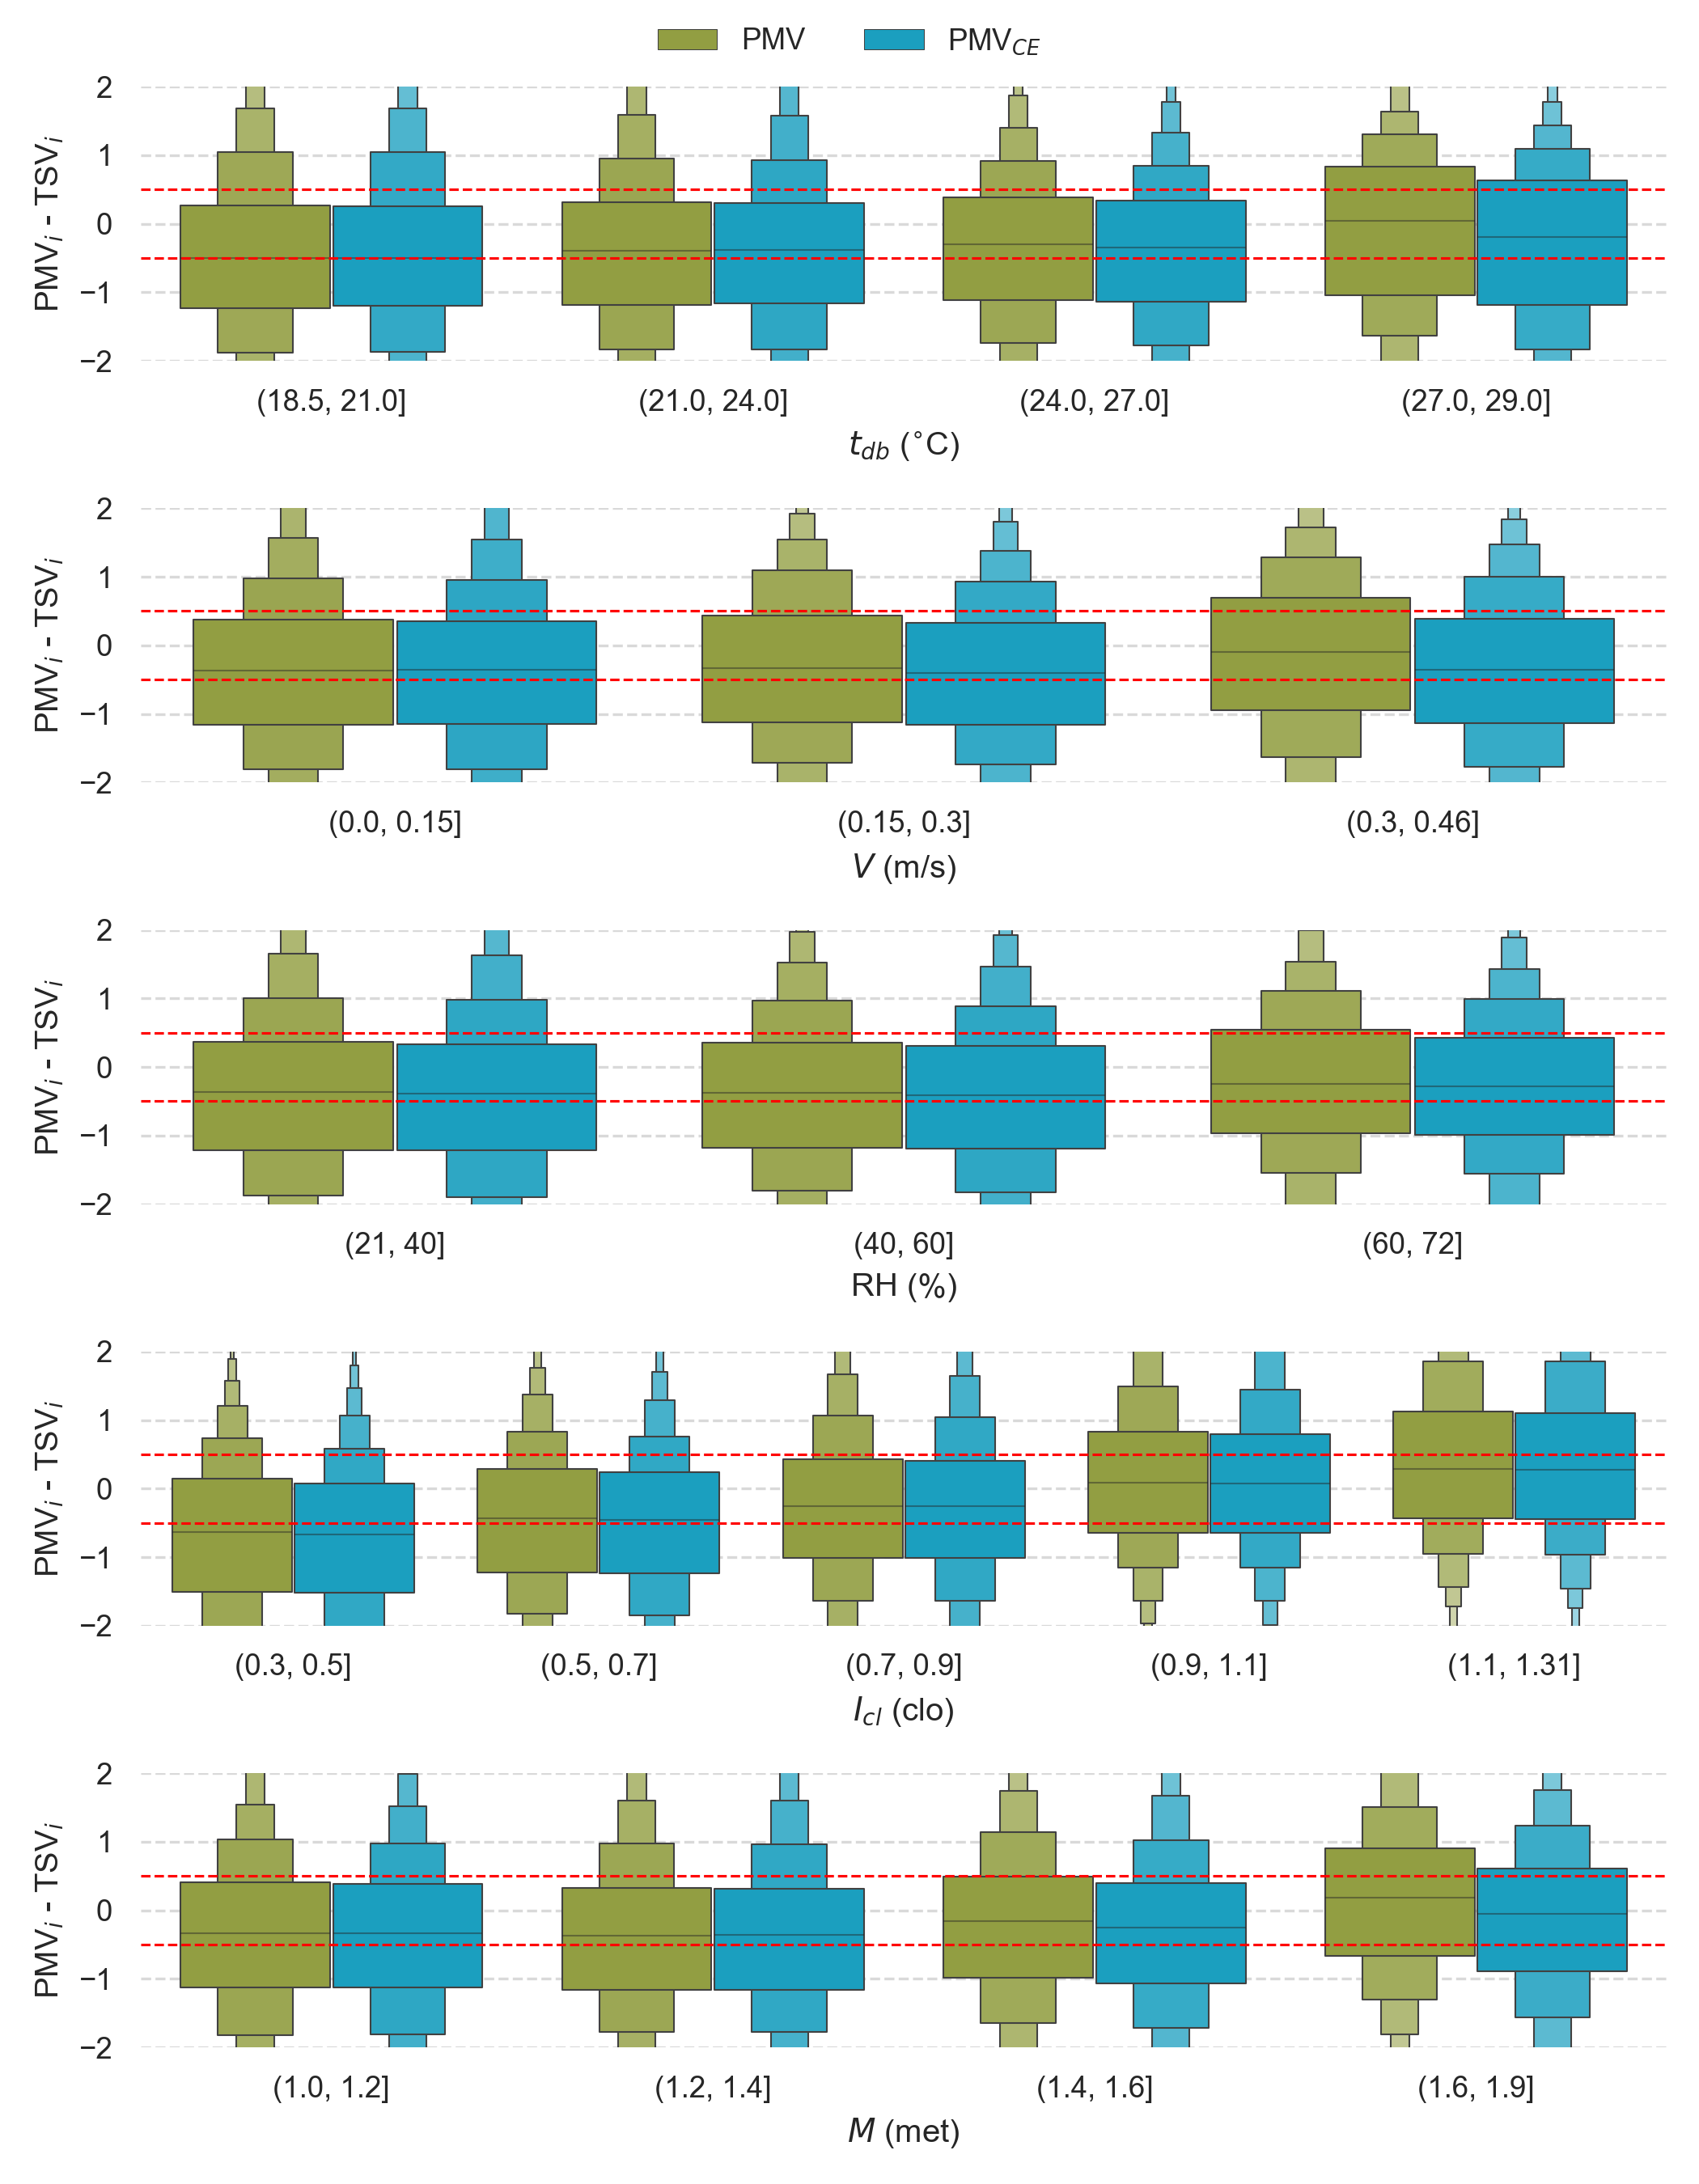 PMV PMV_CE
2
1
0
−1
−2
PMV_i - TSV_i
(18.5, 21.0] (21.0, 24.0] (24.0, 27.0] (27.0, 29.0]
t_db (°C)
2
1
0
−1
−2
PMV_i - TSV_i
(0.0, 0.15] (0.15, 0.3] (0.3, 0.46]
V (m/s)
2
1
0
−1
−2
PMV_i - TSV_i
(21, 40] (40, 60] (60, 72]
RH (%)
2
1
0
−1
−2
PMV_i - TSV_i
(0.3, 0.5] (0.5, 0.7] (0.7, 0.9] (0.9, 1.1] (1.1, 1.31]
I_cl (clo)
2
1
0
−1
−2
PMV_i - TSV_i
(1.0, 1.2] (1.2, 1.4] (1.4, 1.6] (1.6, 1.9]
M (met)